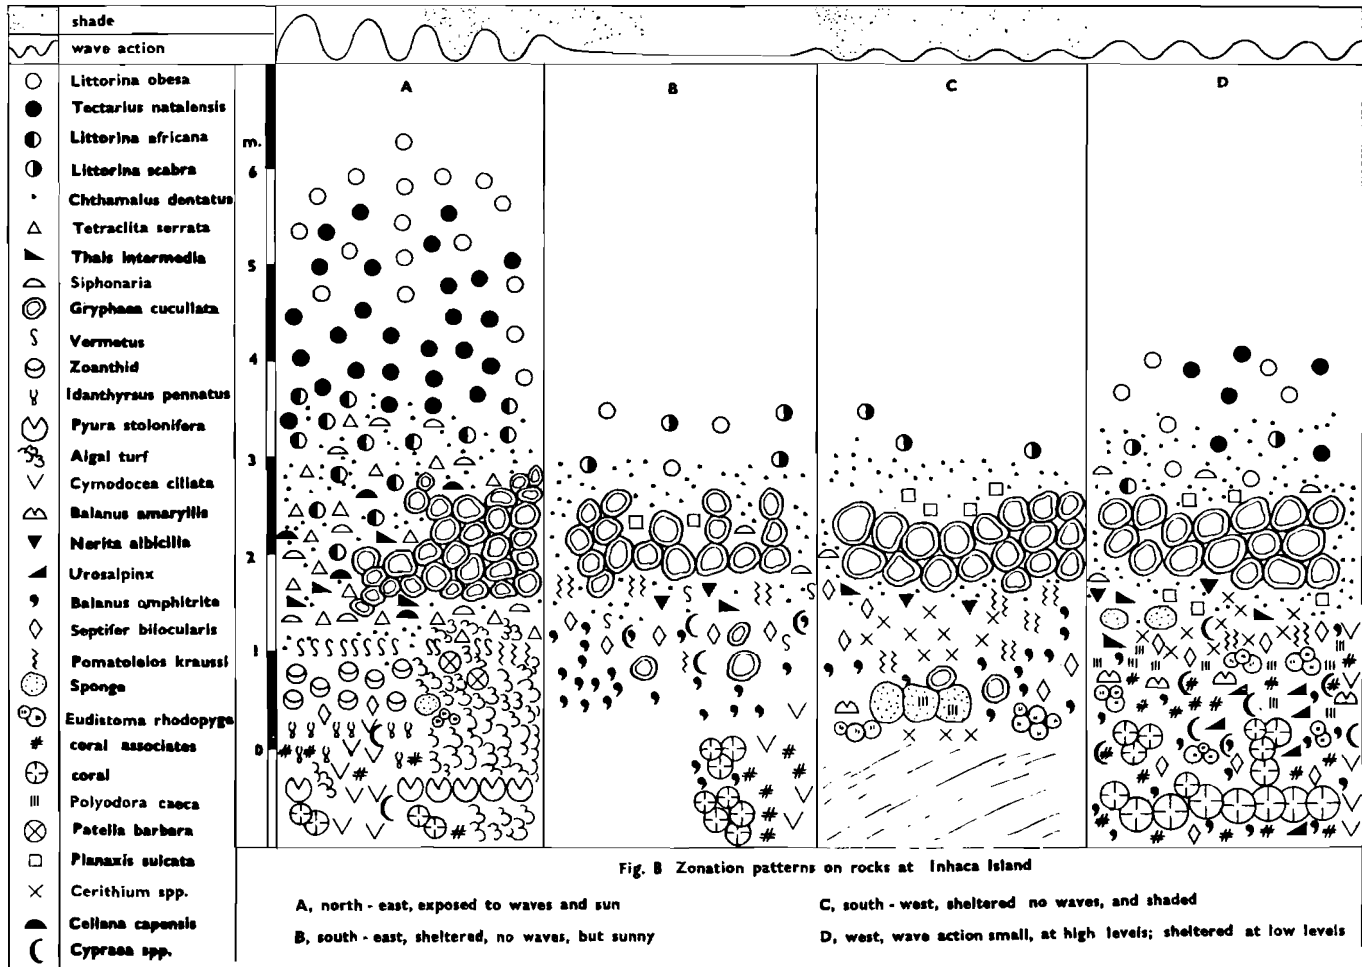 shade
wave action
Littorina obesa
Tectarius natalensis
Littorina africana
Littorina scabra
Chthamalus dentatus
Tetraclita serrata
Thais intermedia
Siphonaria
Gryphaea cucullata
Vermetus
Zoanthid
Idanthyrsus pennatus
Pyura stolonifera
Algal turf
Cymodocea ciliata
Balanus amaryllis
Nerita albicilla
Urosalpinx
Balanus amphitrite
Septifer bilocularis
Pomatoleios kraussi
Sponge
Eudistoma rhodopyge
coral associates
coral
Polyodora caeca
Patella barbara
Planaxis sulcata
Cerithium spp.
Cellana capensis
Cypraea spp.
m.
6
5
4
3
2
1
0
A
B
C
D
Fig. 8 Zonation patterns on rocks at Inhaca Island
A, north - east, exposed to waves and sun
B, south - east, sheltered, no waves, but sunny
C, south - west, sheltered no waves, and shaded
D, west, wave action small, at high levels; sheltered at low levels